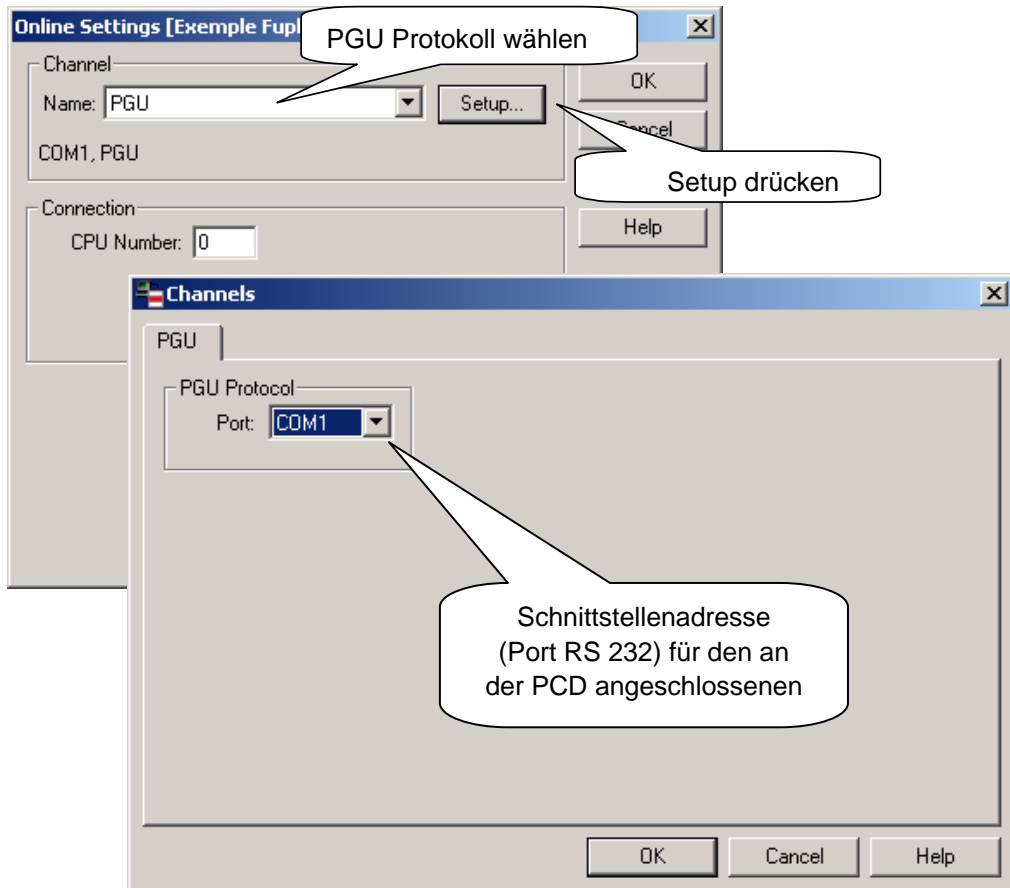 Online Settings [Exemple Fupl
PGU Protokoll wählen
Channel
Name: PGU
Setup...
OK
COM1, PGU
Cancel
Setup drücken
Connection
CPU Number: 0
Help
Channels
PGU
PGU Protocol
Port: COM1
Schnittstellenadresse
(Port RS 232) für den an
der PCD angeschlossenen
OK
Cancel
Help